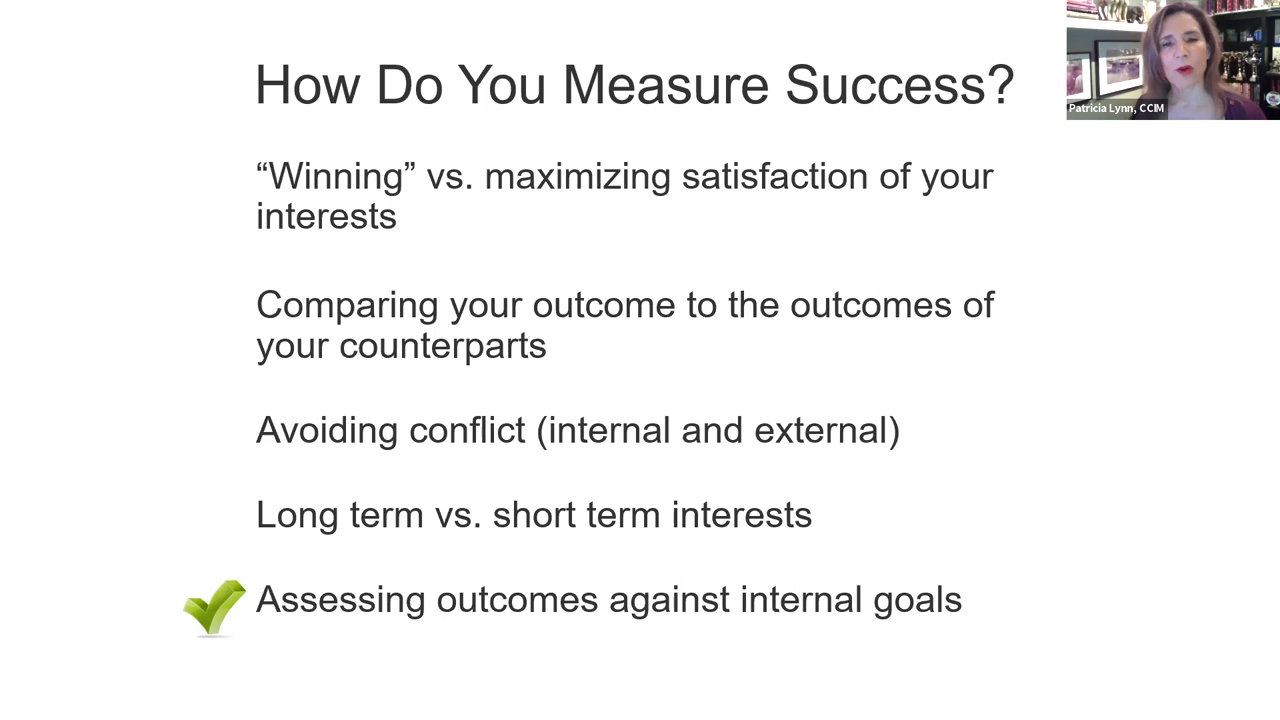 How Do You Measure Success?
Patricia Lynn, CCIM
“Winning” vs. maximizing satisfaction of your
interests
Comparing your outcome to the outcomes of
your counterparts
Avoiding conflict (internal and external)
Long term vs. short term interests
Assessing outcomes against internal goals